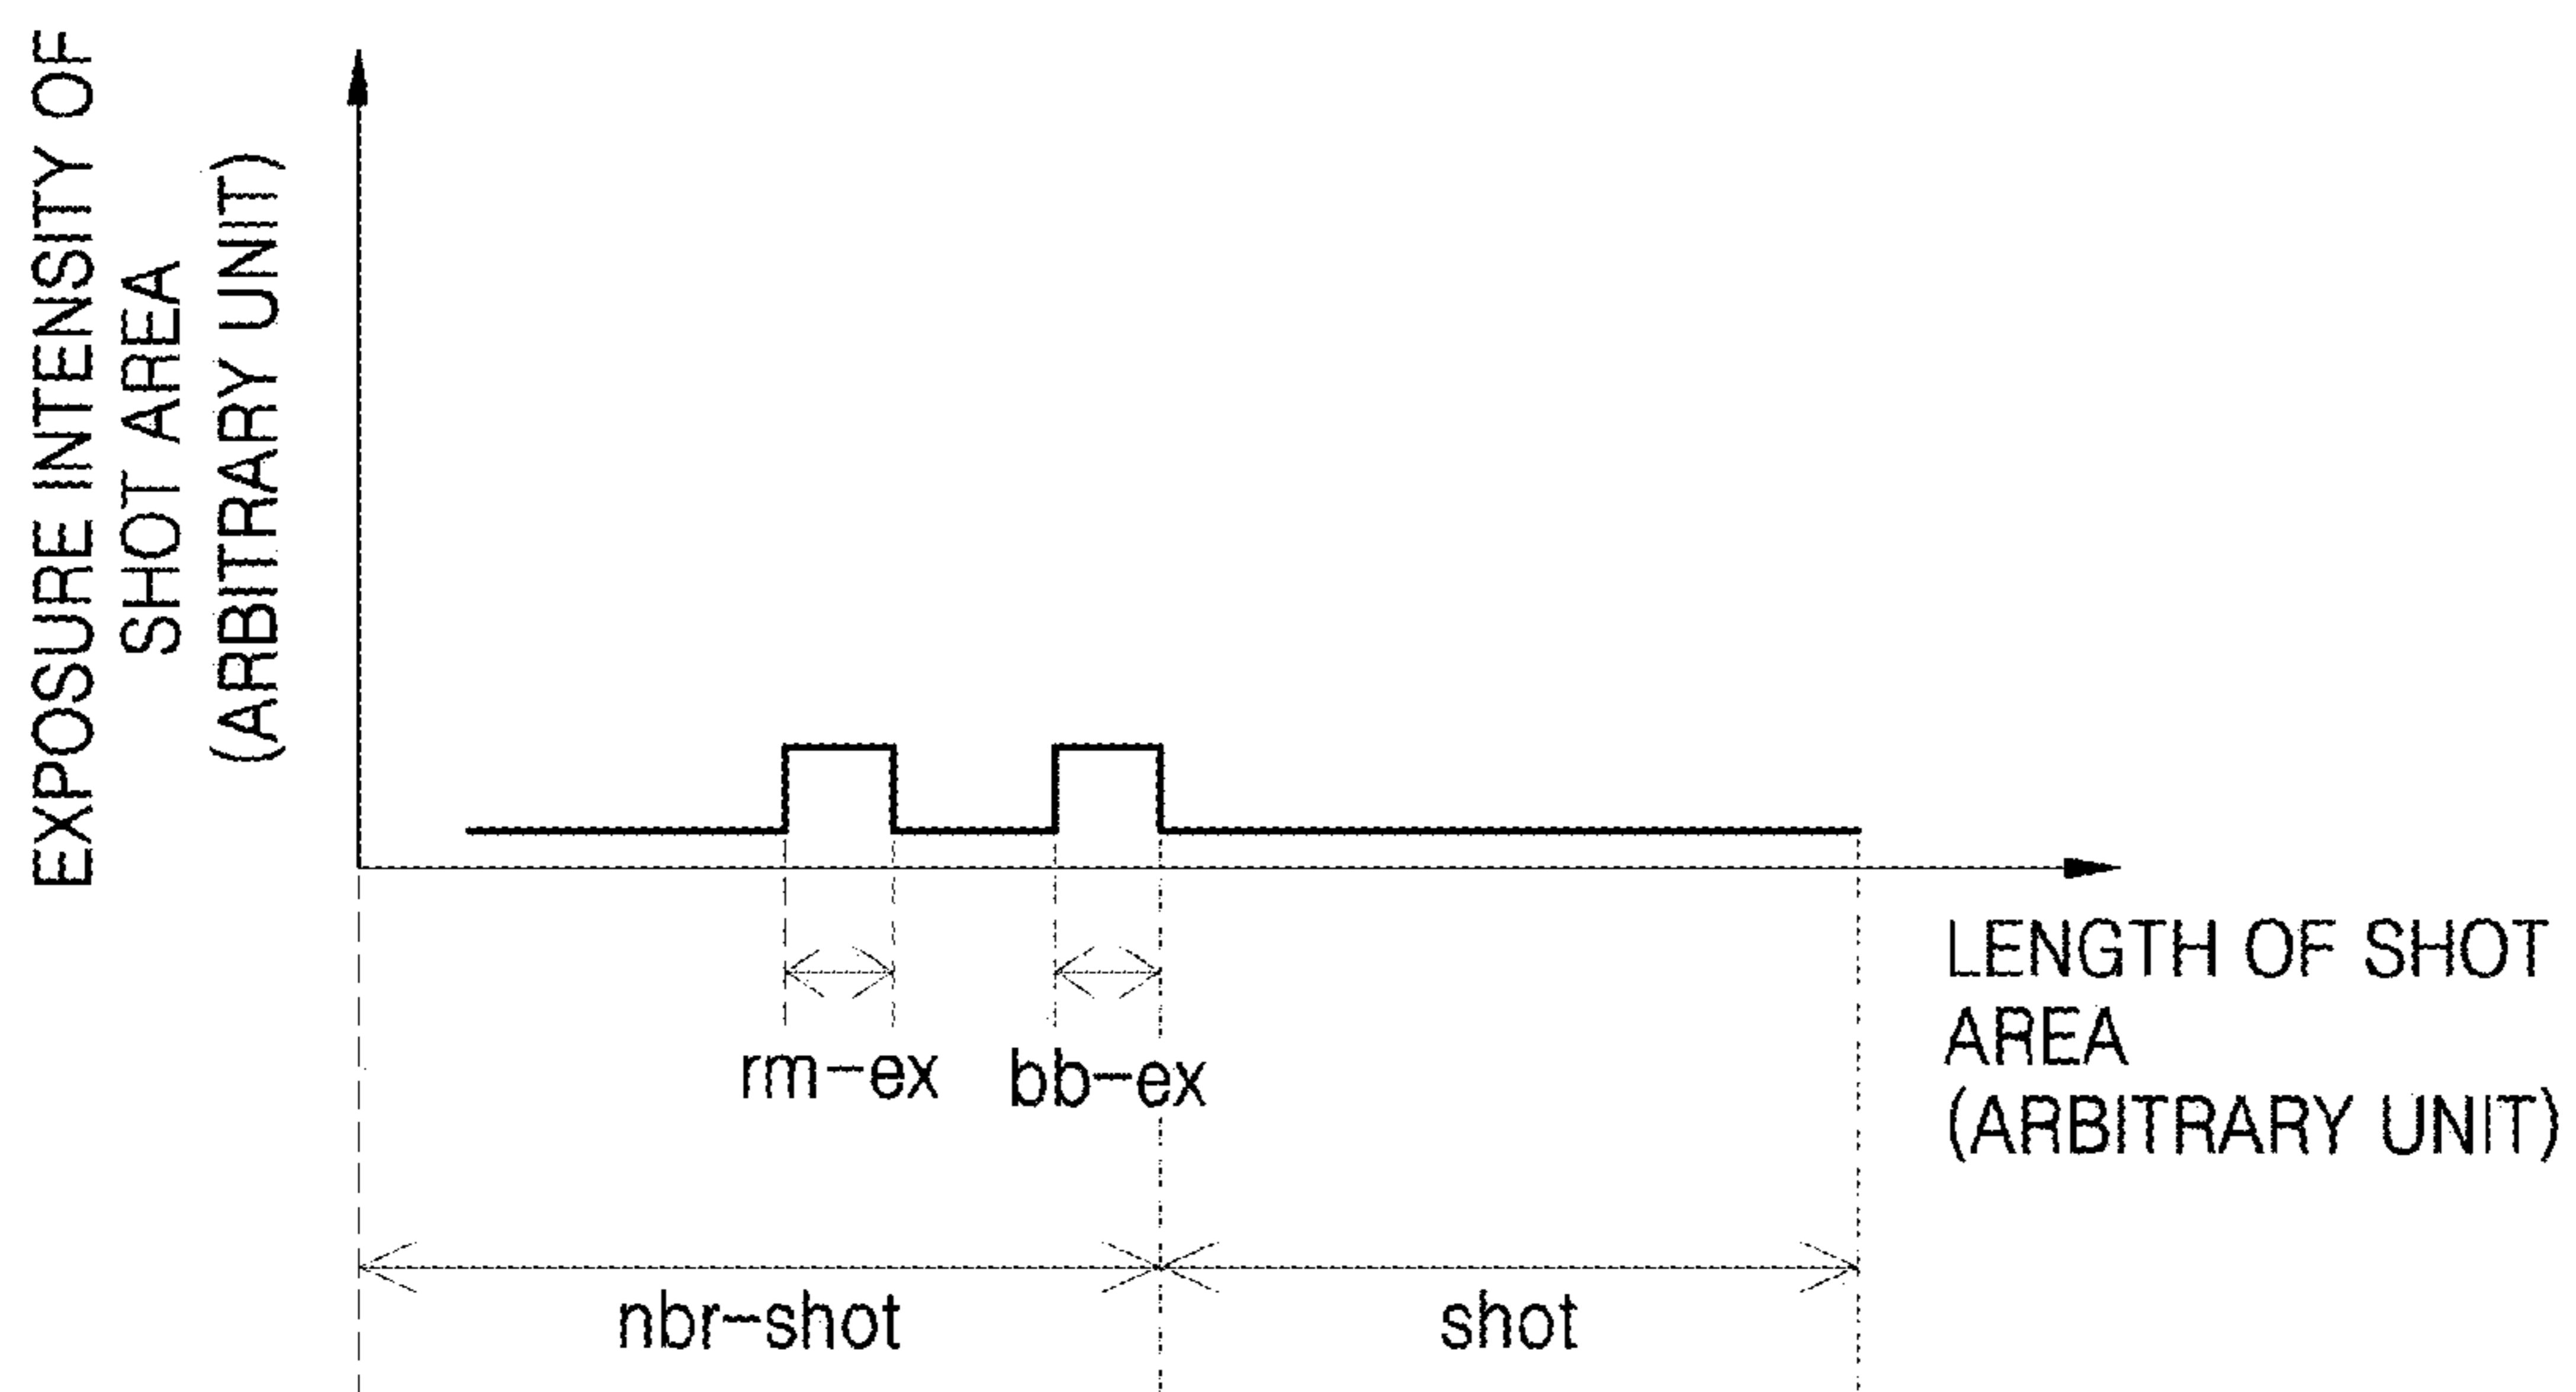 EXPOSURE INTENSITY OF
SHOT AREA
(ARBITRARY UNIT)
LENGTH OF SHOT
AREA
(ARBITRARY UNIT)
rm-ex
bb-ex
nbr-shot
shot